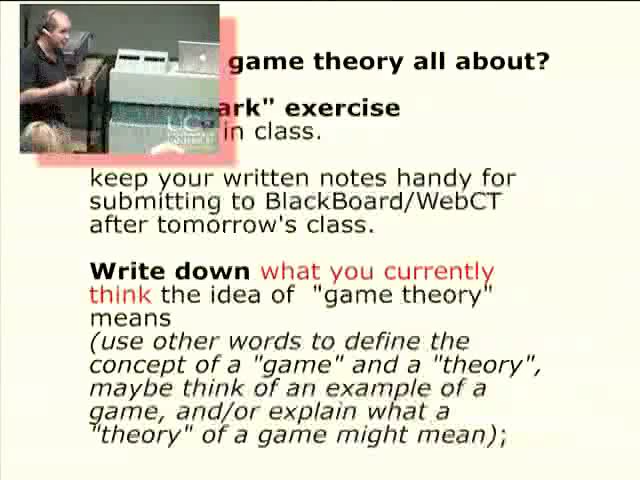 game theory all about?
ark" exercise
in class.
keep your written notes handy for
submitting to BlackBoard/WebCT
after tomorrow's class.
Write down what you currently
think the idea of "game theory"
means
(use other words to define the
concept of a "game" and a "theory",
maybe think of an example of a
game, and/or explain what a
"theory" of a game might mean);